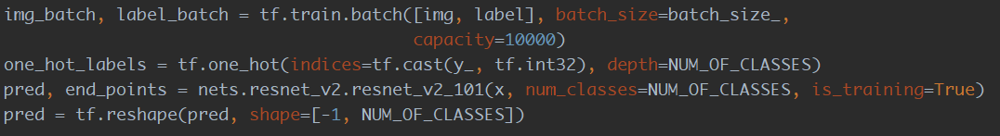 img_batch, label_batch = tf.train.batch([img, label], batch_size=batch_size_,
capacity=10000)
one_hot_labels = tf.one_hot(indices=tf.cast(y_, tf.int32), depth=NUM_OF_CLASSES)
pred, end_points = nets.resnet_v2.resnet_v2_101(x, num_classes=NUM_OF_CLASSES, is_training=True)
pred = tf.reshape(pred, shape=[-1, NUM_OF_CLASSES])